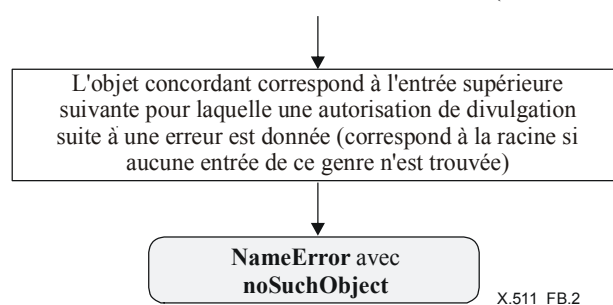 L'objet concordant correspond à l'entrée supérieure
suivante pour laquelle une autorisation de divulgation
suite à une erreur est donnée (correspond à la racine si
aucune entrée de ce genre n'est trouvée)
NameError avec
noSuchObject
X.511_FB.2